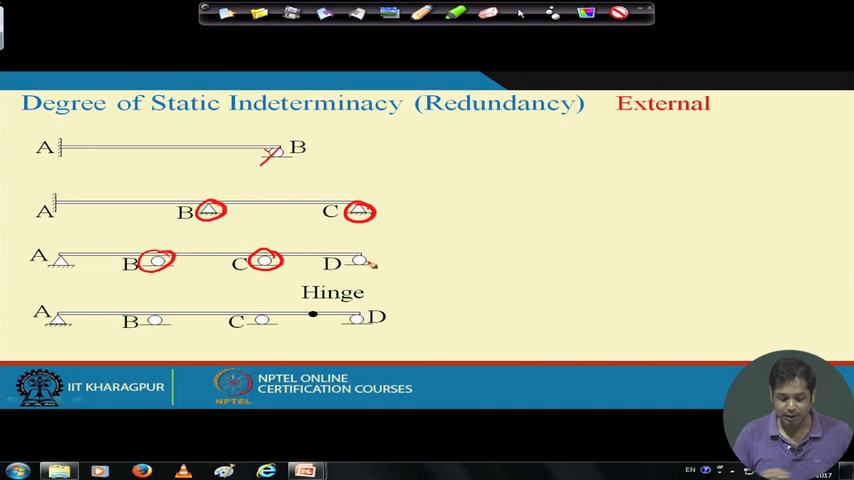 Degree of Static Indeterminacy (Redundancy) External
A B
A B C
A B C D
Hinge
A B C D
IIT KHARAGPUR
NPTEL
NPTEL ONLINE
CERTIFICATION COURSES
EN
2017